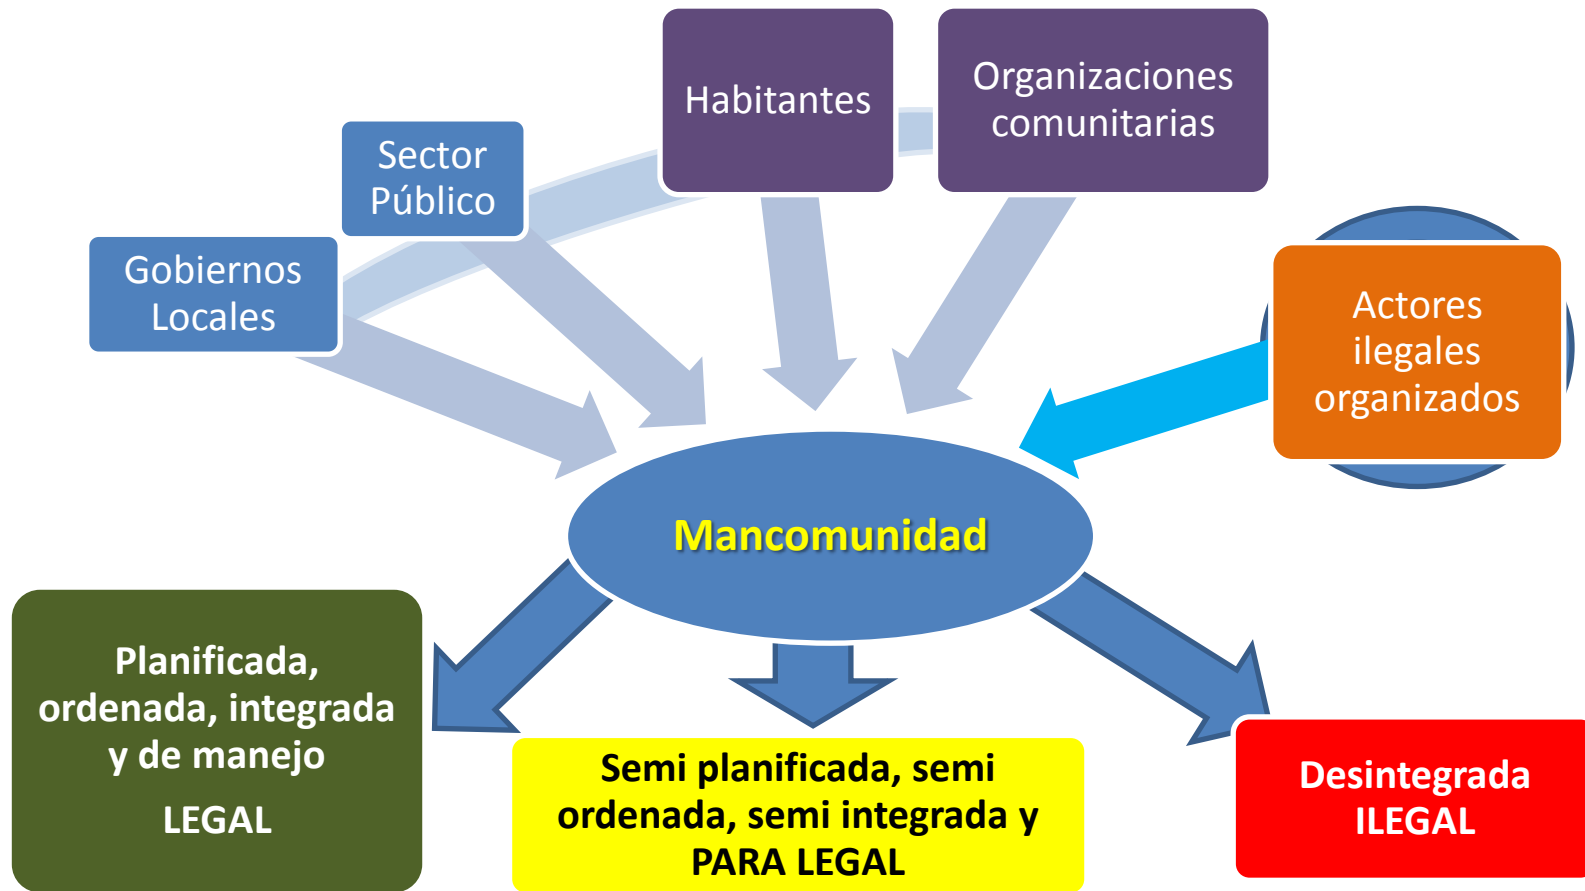 Habitantes
Organizaciones
comunitarias
Sector
Público
Gobiernos
Locales
Actores
ilegales
organizados
Mancomunidad
Planificada,
ordenada, integrada
y de manejo
LEGAL
Semi planificada, semi
ordenada, semi integrada y
PARA LEGAL
Desintegrada
ILEGAL